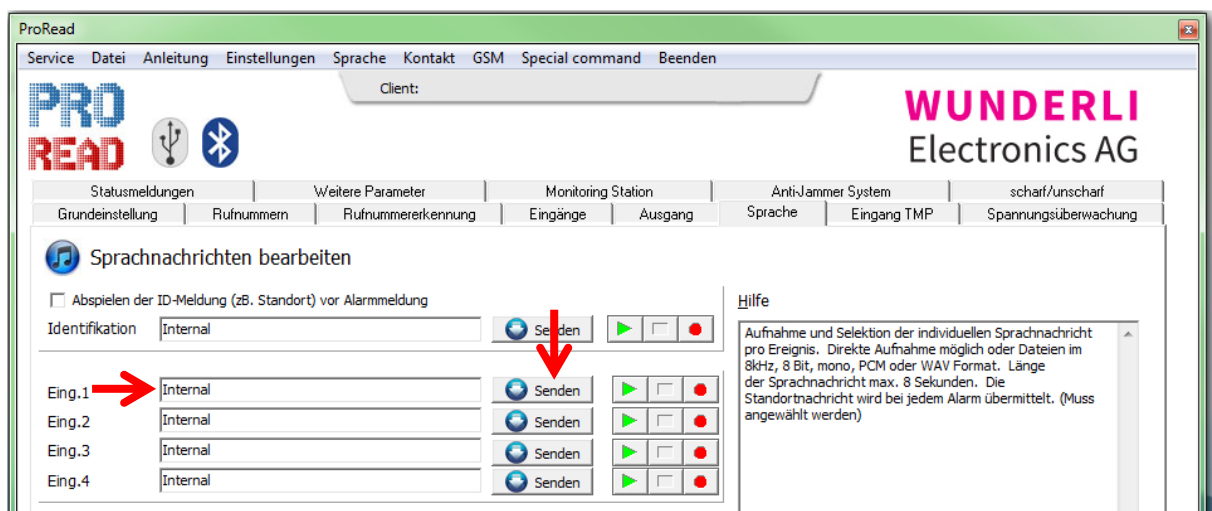 ProRead
Service Datei Anleitung Einstellungen Sprache Kontakt GSM Special command Beenden
Client:
PRO
READ
WUNDERLI
Electronics AG
Statusmeldungen Weitere Parameter Monitoring Station Anti-Jammer System scharf/unscharf
Grundeinstellung Rufnummern Rufnummererkennung Eingänge Ausgang Sprache Eingang TMP Spannungsüberwachung
Sprachnachrichten bearbeiten
Abspielen der ID-Meldung (zB. Standort) vor Alarmmeldung
Identifikation Internal Senden
Eing.1 Internal Senden
Eing.2 Internal Senden
Eing.3 Internal Senden
Eing.4 Internal Senden
Hilfe
Aufnahme und Selektion der individuellen Sprachnachricht
pro Ereignis. Direkte Aufnahme möglich oder Dateien im
8kHz, 8 Bit, mono, PCM oder WAV Format. Länge
der Sprachnachricht max. 8 Sekunden. Die
Standortnachricht wird bei jedem Alarm übermittelt. (Muss
angewählt werden)